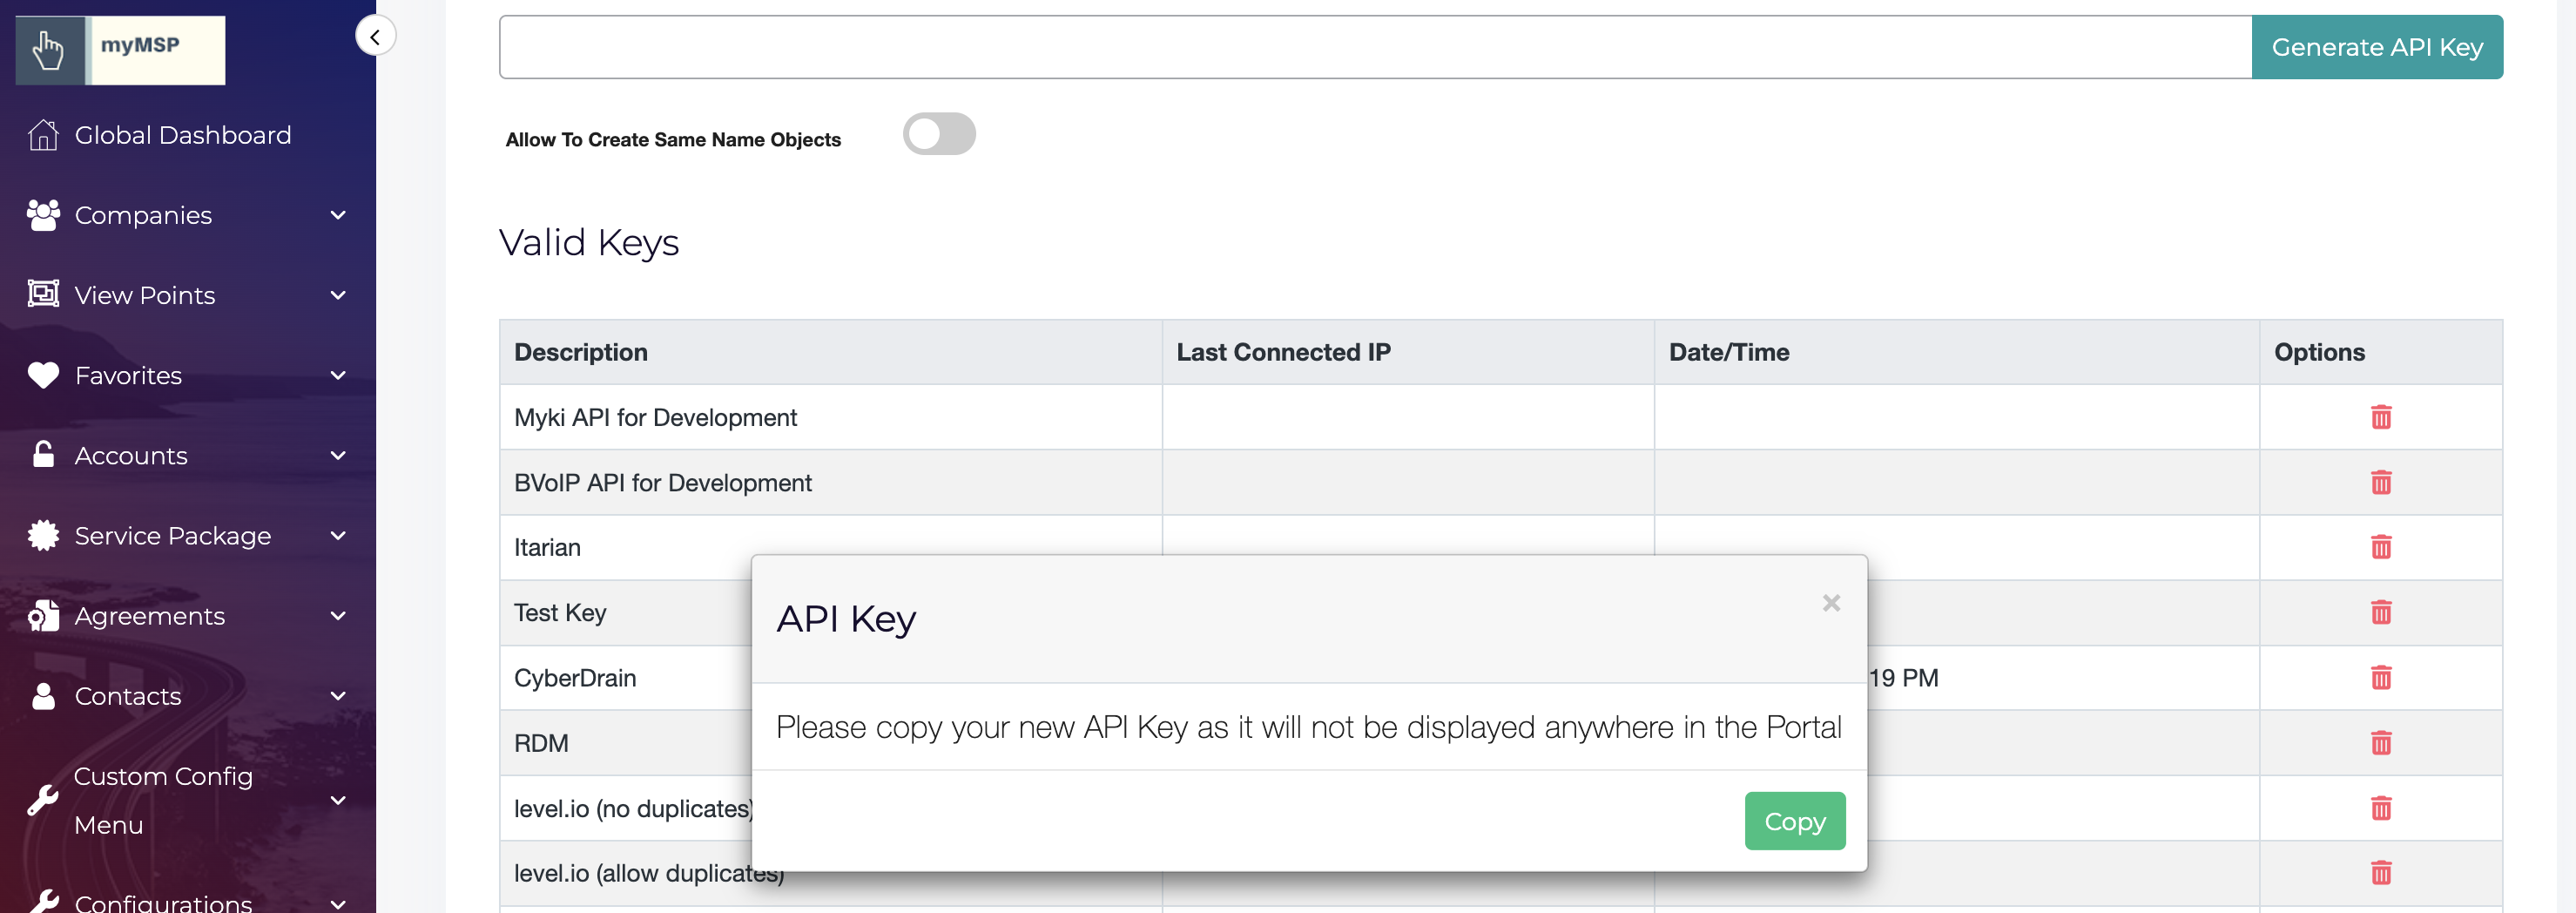 myMSP
Global Dashboard
Companies
View Points
Favorites
Accounts
Service Package
Agreements
Contacts
Custom Config
Menu
Configurations
Generate API Key
Allow To Create Same Name Objects
Valid Keys
Description Last Connected IP Date/Time Options
Myki API for Development
BVoIP API for Development
Itarian
Test Key
CyberDrain 19 PM
RDM
level.io (no duplicates)
level.io (allow duplicates)
API Key
×
Please copy your new API Key as it will not be displayed anywhere in the Portal
Copy